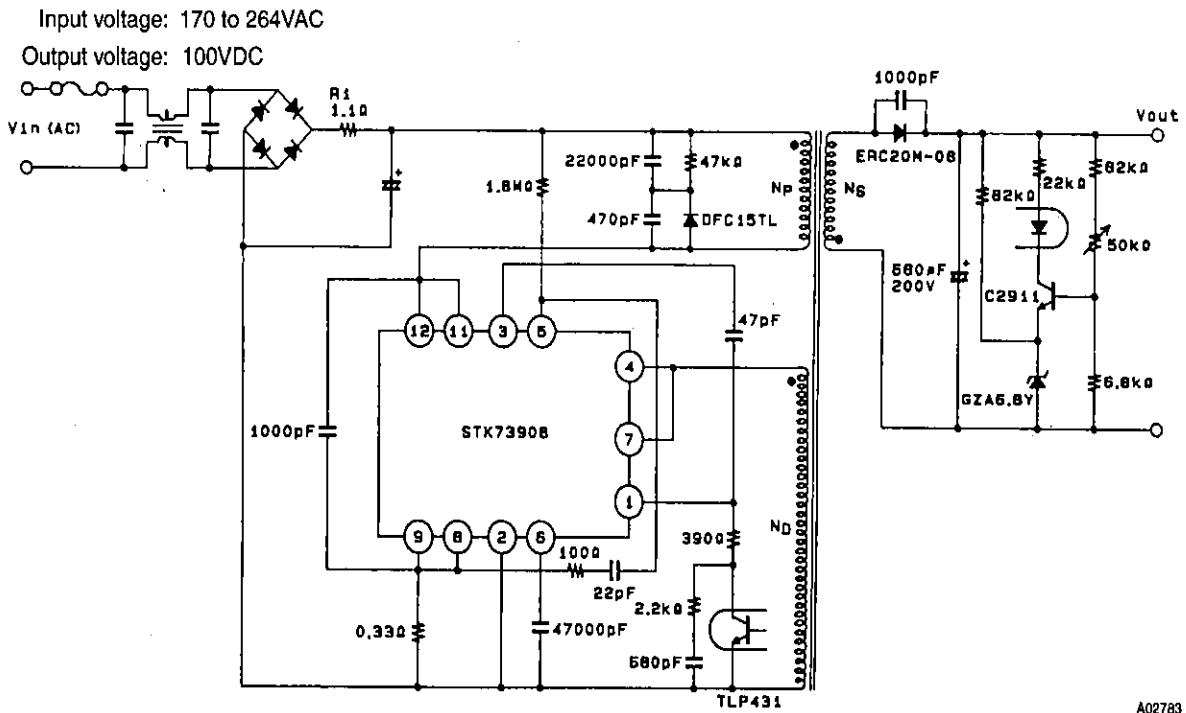 Input voltage: 170 to 264VAC
Output voltage: 100VDC
Vin (AC)
Ri
1.1Ω
22000pF
47kΩ
1.8MΩ
470pF
DFC15TL
NP
NS
1000pF
ERC20M-08
Vout
82kΩ
22kΩ
82kΩ
50kΩ
560μF
200V
C2911
GZA6.8Y
6.8kΩ
12
11
3
5
47pF
4
1000pF
STK73908
7
1
ND
390Ω
9
8
2
6
100Ω
22pF
2.2kΩ
0.33Ω
47000pF
680pF
TLP431
A02783